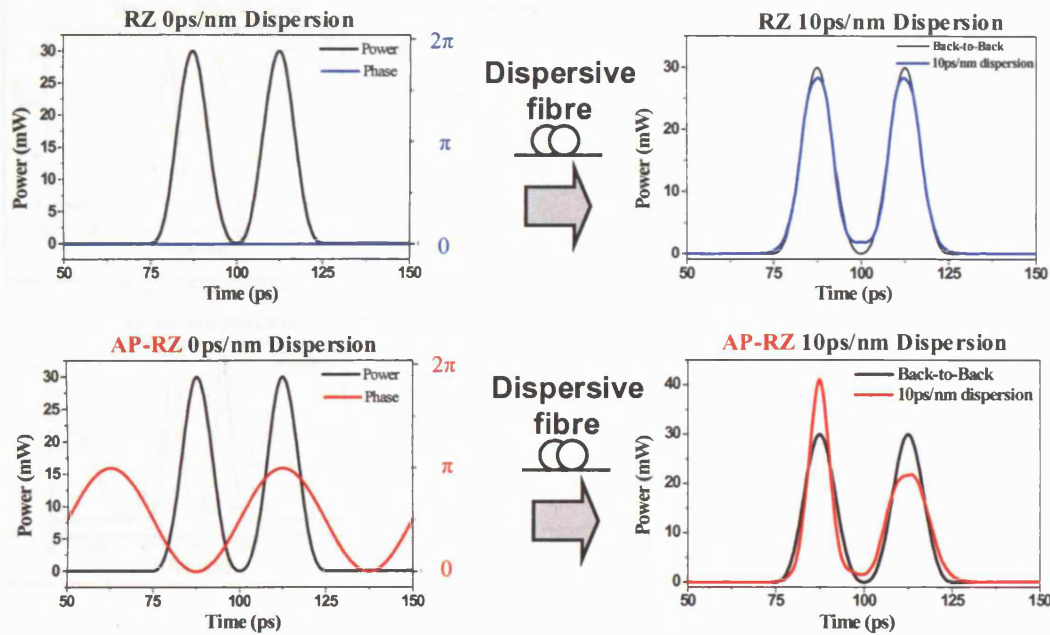 RZ 0ps/nm Dispersion
Power (mW)
30
25
20
15
10
5
0
Power
Phase
2π
π
0
50 75 100 125 150
Time (ps)
Dispersive
fibre
RZ 10ps/nm Dispersion
Power (mW)
30
20
10
0
Back-to-Back
10ps/nm dispersion
50 75 100 125 150
Time (ps)
AP-RZ 0ps/nm Dispersion
Power (mW)
30
25
20
15
10
5
0
Power
Phase
2π
π
0
50 75 100 125 150
Time (ps)
Dispersive
fibre
AP-RZ 10ps/nm Dispersion
Power (mW)
40
30
20
10
0
Back-to-Back
10ps/nm dispersion
50 75 100 125 150
Time (ps)